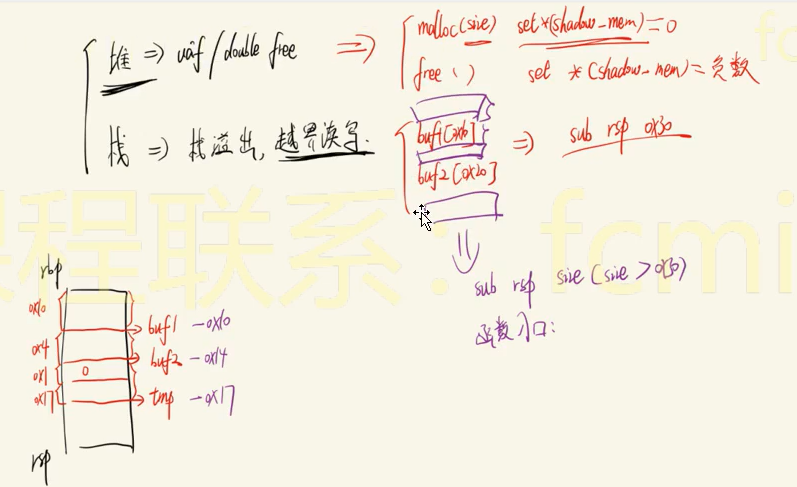 堆 => uaf/double free => malloc(size) set *(shadow_mem)=0
free() set *(shadow_mem)=负数
栈 => 栈溢出,越界读写.
buf1[0x10] => sub rsp 0x30
buf2[0x20]
sub rsp size(size>0x30)
函数入口:
rbp
0x10
buf1 -0x10
0x4
buf2 -0x14
0x1
0
0x17
tmp -0x17
rsp
程联系: fcmi
fc